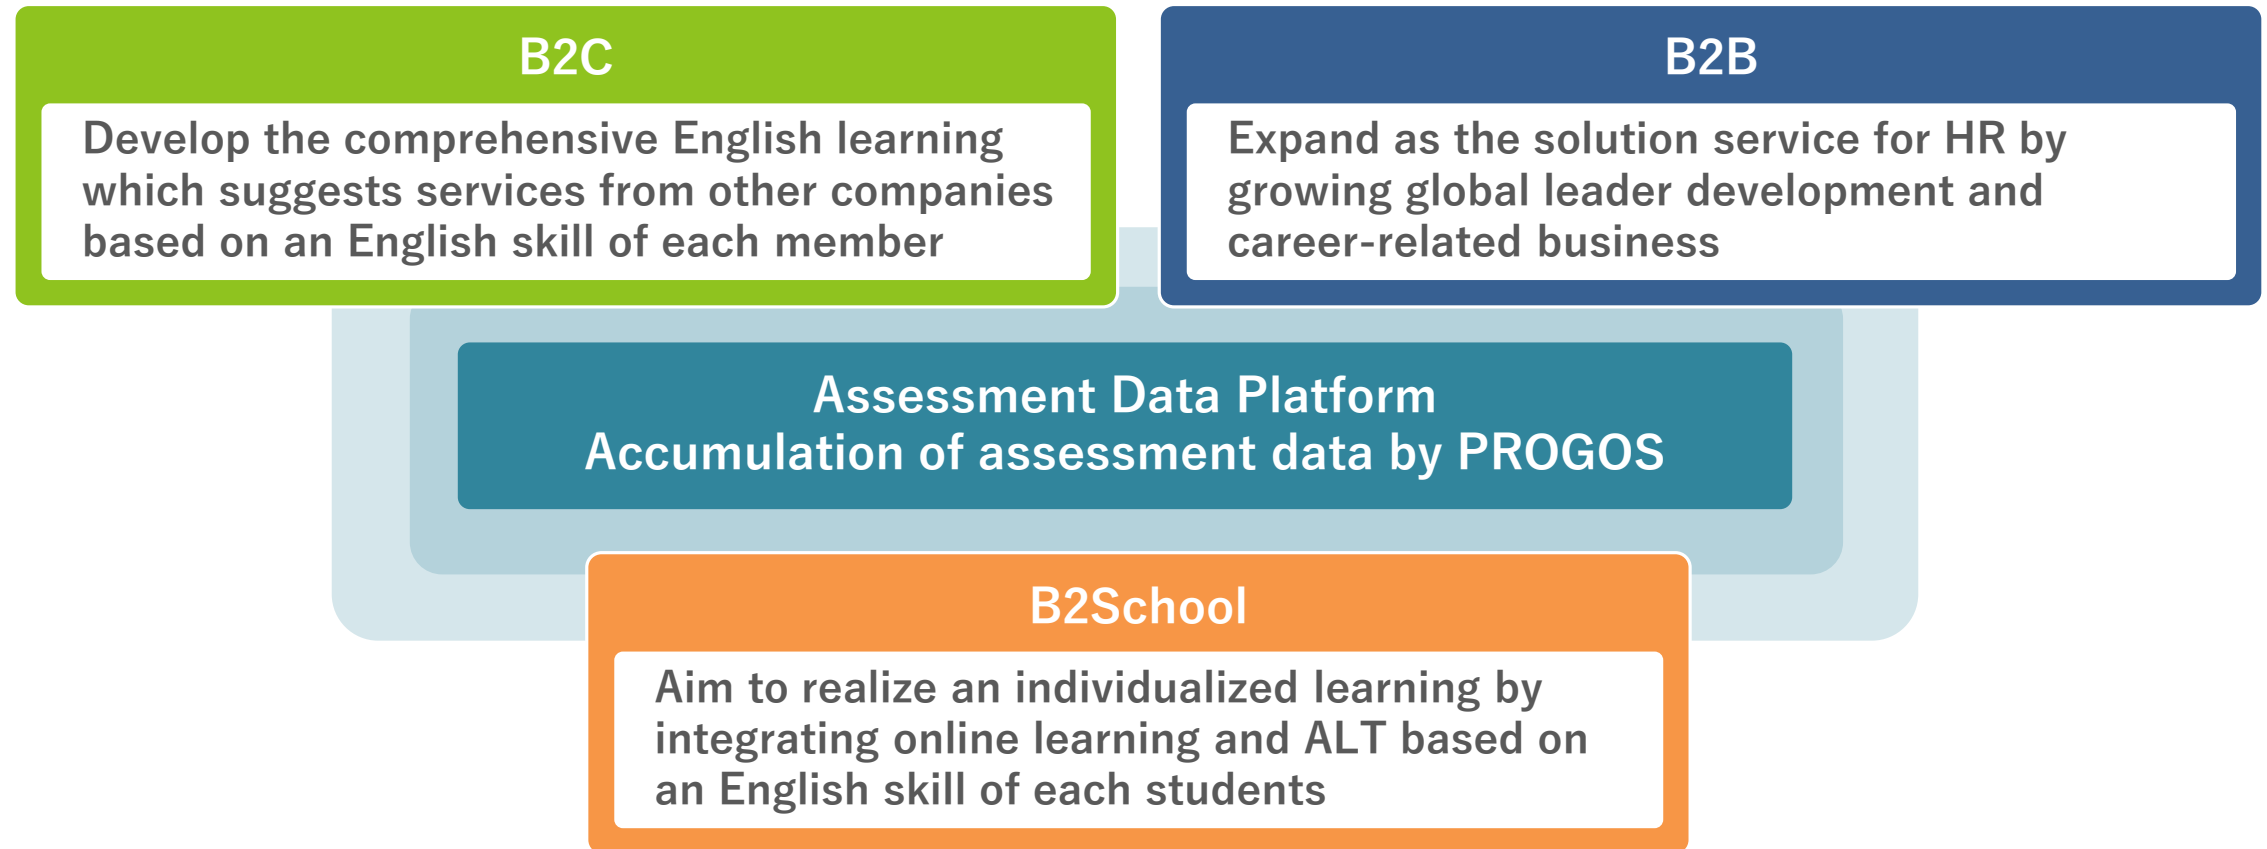 B2C
Develop the comprehensive English learning
which suggests services from other companies
based on an English skill of each member
B2B
Expand as the solution service for HR by
growing global leader development and
career-related business
Assessment Data Platform
Accumulation of assessment data by PROGOS
B2School
Aim to realize an individualized learning by
integrating online learning and ALT based on
an English skill of each students